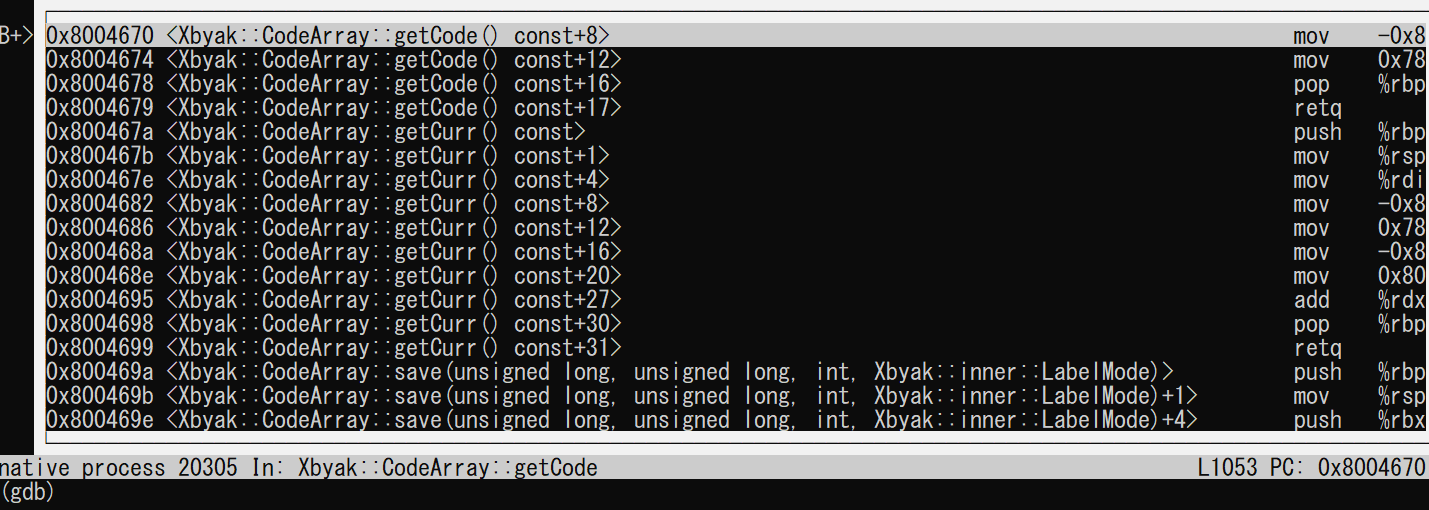 B+> 0x8004670 <Xbyak::CodeArray::getCode() const+8> mov -0x8
0x8004674 <Xbyak::CodeArray::getCode() const+12> mov 0x78
0x8004678 <Xbyak::CodeArray::getCode() const+16> pop %rbp
0x8004679 <Xbyak::CodeArray::getCode() const+17> retq
0x800467a <Xbyak::CodeArray::getCurr() const> push %rbp
0x800467b <Xbyak::CodeArray::getCurr() const+1> mov %rsp
0x800467e <Xbyak::CodeArray::getCurr() const+4> mov %rdi
0x8004682 <Xbyak::CodeArray::getCurr() const+8> mov -0x8
0x8004686 <Xbyak::CodeArray::getCurr() const+12> mov 0x78
0x800468a <Xbyak::CodeArray::getCurr() const+16> mov -0x8
0x800468e <Xbyak::CodeArray::getCurr() const+20> mov 0x80
0x8004695 <Xbyak::CodeArray::getCurr() const+27> add %rdx
0x8004698 <Xbyak::CodeArray::getCurr() const+30> pop %rbp
0x8004699 <Xbyak::CodeArray::getCurr() const+31> retq
0x800469a <Xbyak::CodeArray::save(unsigned long, unsigned long, int, Xbyak::inner::LabelMode)> push %rbp
0x800469b <Xbyak::CodeArray::save(unsigned long, unsigned long, int, Xbyak::inner::LabelMode)+1> mov %rsp
0x800469e <Xbyak::CodeArray::save(unsigned long, unsigned long, int, Xbyak::inner::LabelMode)+4> push %rbx
native process 20305 In: Xbyak::CodeArray::getCode L1053 PC: 0x8004670
(gdb)